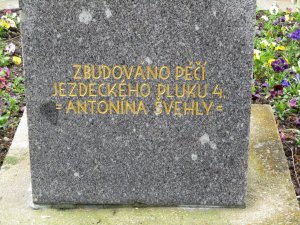 ZBUDOVÁNO PÉČÍ
JEZDECKÉHO PLUKU 4.
= ANTONÍNA ŠVEHLY =